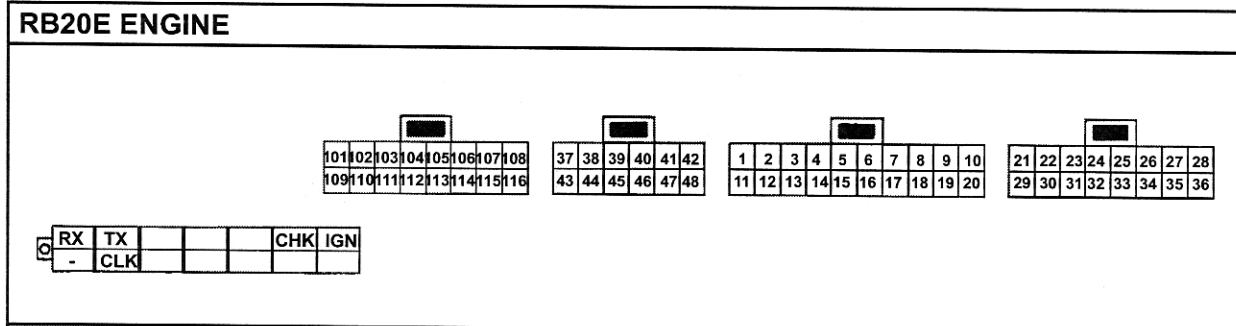 RB20E ENGINE
101 102 103 104 105 106 107 108 37 38 39 40 41 42 1 2 3 4 5 6 7 8 9 10 21 22 23 24 25 26 27 28
109 110 111 112 113 114 115 116 43 44 45 46 47 48 11 12 13 14 15 16 17 18 19 20 29 30 31 32 33 34 35 36
RX TX CHK IGN
- CLK